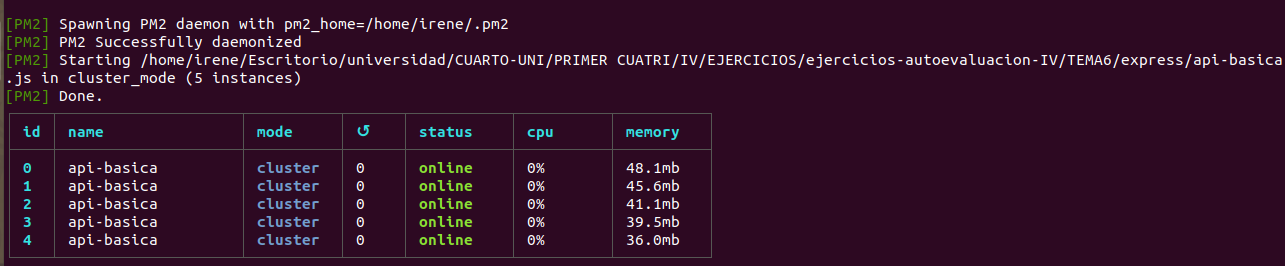 [PM2] Spawning PM2 daemon with pm2_home=/home/irene/.pm2
[PM2] PM2 Successfully daemonized
[PM2] Starting /home/irene/Escritorio/universidad/CUARTO-UNI/PRIMER CUATRI/IV/EJERCICIOS/ejercicios-autoevaluacion-IV/TEMA6/express/api-basica
.js in cluster_mode (5 instances)
[PM2] Done.
id name mode ↺ status cpu memory
0 api-basica cluster 0 online 0% 48.1mb
1 api-basica cluster 0 online 0% 45.6mb
2 api-basica cluster 0 online 0% 41.1mb
3 api-basica cluster 0 online 0% 39.5mb
4 api-basica cluster 0 online 0% 36.0mb